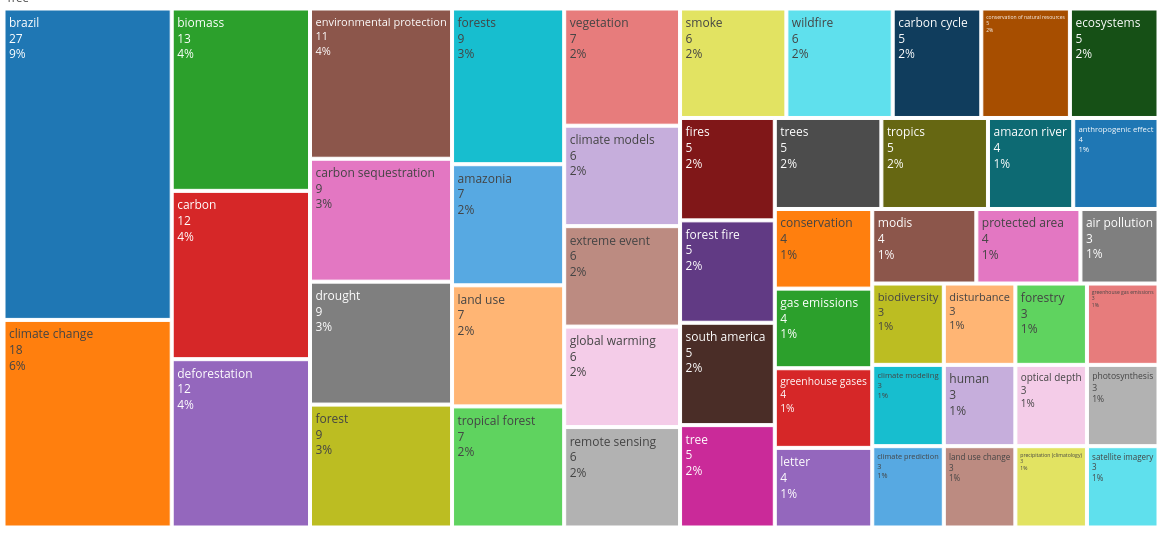 Tree
brazil
27
9%
climate change
18
6%
biomass
13
4%
carbon
12
4%
deforestation
12
4%
environmental protection
11
4%
carbon sequestration
9
3%
drought
9
3%
forest
9
3%
forests
9
3%
amazonia
7
2%
land use
7
2%
tropical forest
7
2%
vegetation
7
2%
climate models
6
2%
extreme event
6
2%
global warming
6
2%
remote sensing
6
2%
smoke
6
2%
wildfire
6
2%
carbon cycle
5
2%
conservation of natural resources
5
2%
ecosystems
5
2%
fires
5
2%
forest fire
5
2%
south america
5
2%
tree
5
2%
trees
5
2%
tropics
5
2%
amazon river
4
1%
anthropogenic effect
4
1%
conservation
4
1%
gas emissions
4
1%
greenhouse gases
4
1%
letter
4
1%
modis
4
1%
protected area
4
1%
air pollution
3
1%
biodiversity
3
1%
disturbance
3
1%
forestry
3
1%
greenhouse gas emissions
3
1%
climate modeling
3
1%
human
3
1%
optical depth
3
1%
photosynthesis
3
1%
climate prediction
3
1%
land use change
3
1%
precipitation (climatology)
3
1%
satellite imagery
3
1%